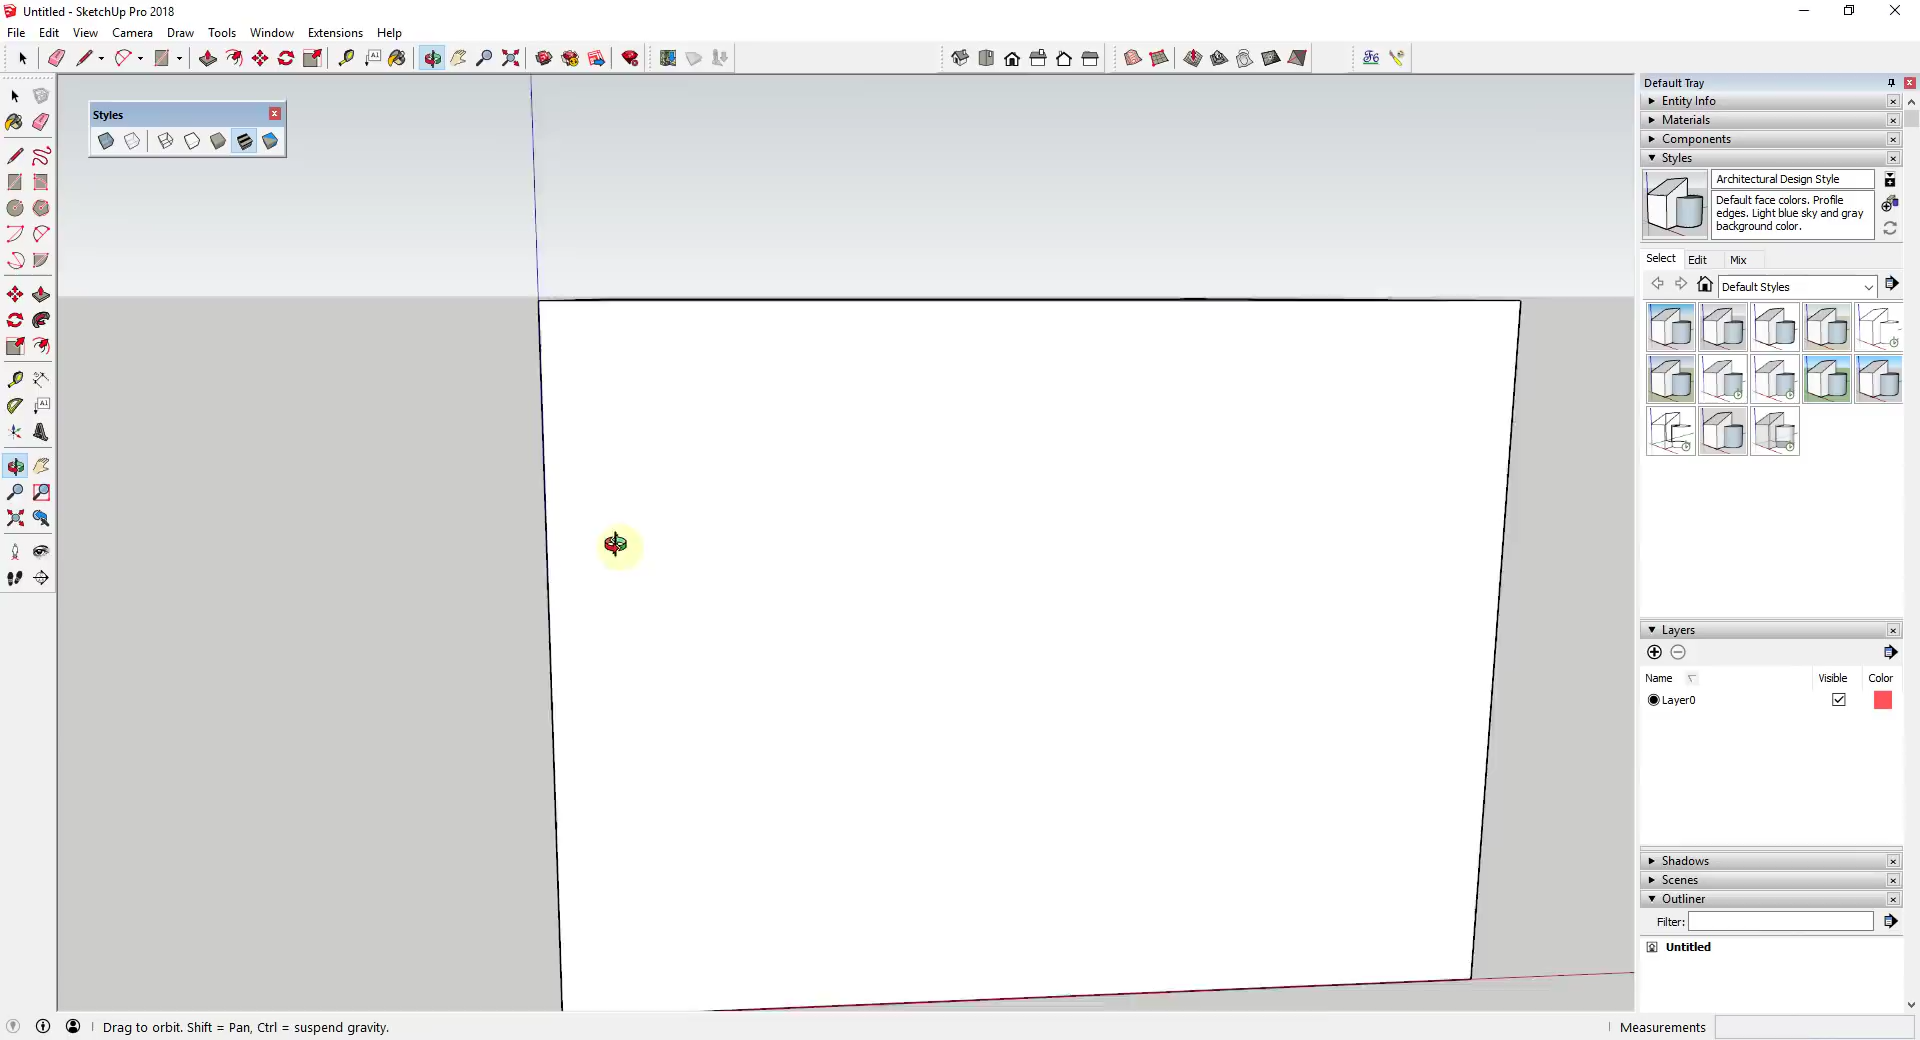 Untitled - SketchUp Pro 2018
File Edit View Camera Draw Tools Window Extensions Help
Styles
Default Tray
Entity Info
Materials
Components
Styles
Architectural Design Style
Default face colors. Profile
edges. Light blue sky and gray
background color.
Select Edit Mix
Default Styles
Layers
Name Visible Color
Layer0
Shadows
Scenes
Outliner
Filter:
Untitled
Drag to orbit. Shift = Pan, Ctrl = suspend gravity.
Measurements